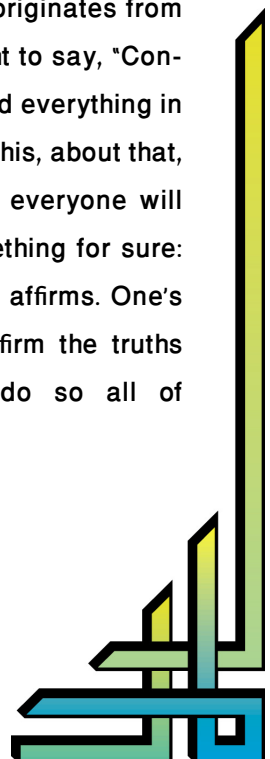 originates from
t to say, "Con-
d everything in
his, about that,
everyone will
ething for sure:
affirms. One's
firm the truths
do so all of